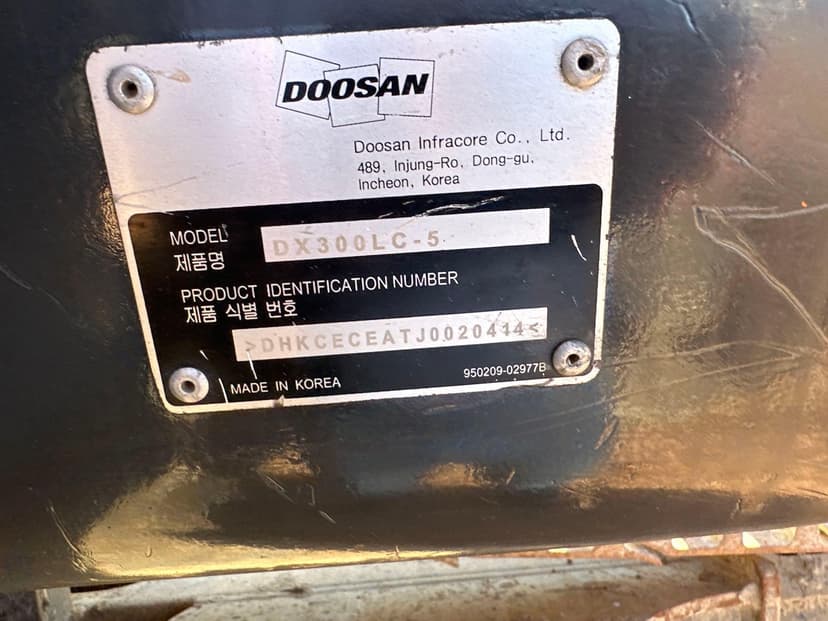 DOOSAN
Doosan Infracore Co., Ltd.
489, Injung-Ro, Dong-gu,
Incheon, Korea
MODEL
제품명
DX300LC-5
PRODUCT IDENTIFICATION NUMBER
제품 식별 번호
>DHKCECEATJ0020414<
MADE IN KOREA
950209-02977B